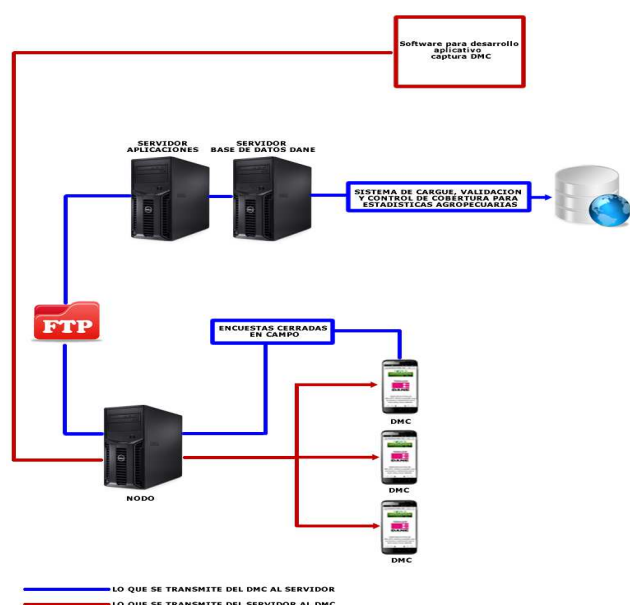 Software para desarrollo
aplicativo
captura DMC
SERVIDOR
APLICACIONES
SERVIDOR
BASE DE DATOS DANE
SISTEMA DE CARGUE, VALIDACION
Y CONTROL DE COBERTURA PARA
ESTADISTICAS AGROPECUARIAS
FTP
ENCUESTAS CERRADAS
EN CAMPO
DMC
DMC
DMC
NODO
LO QUE SE TRANSMITE DEL DMC AL SERVIDOR
LO QUE SE TRANSMITE DEL SERVIDOR AL DMC